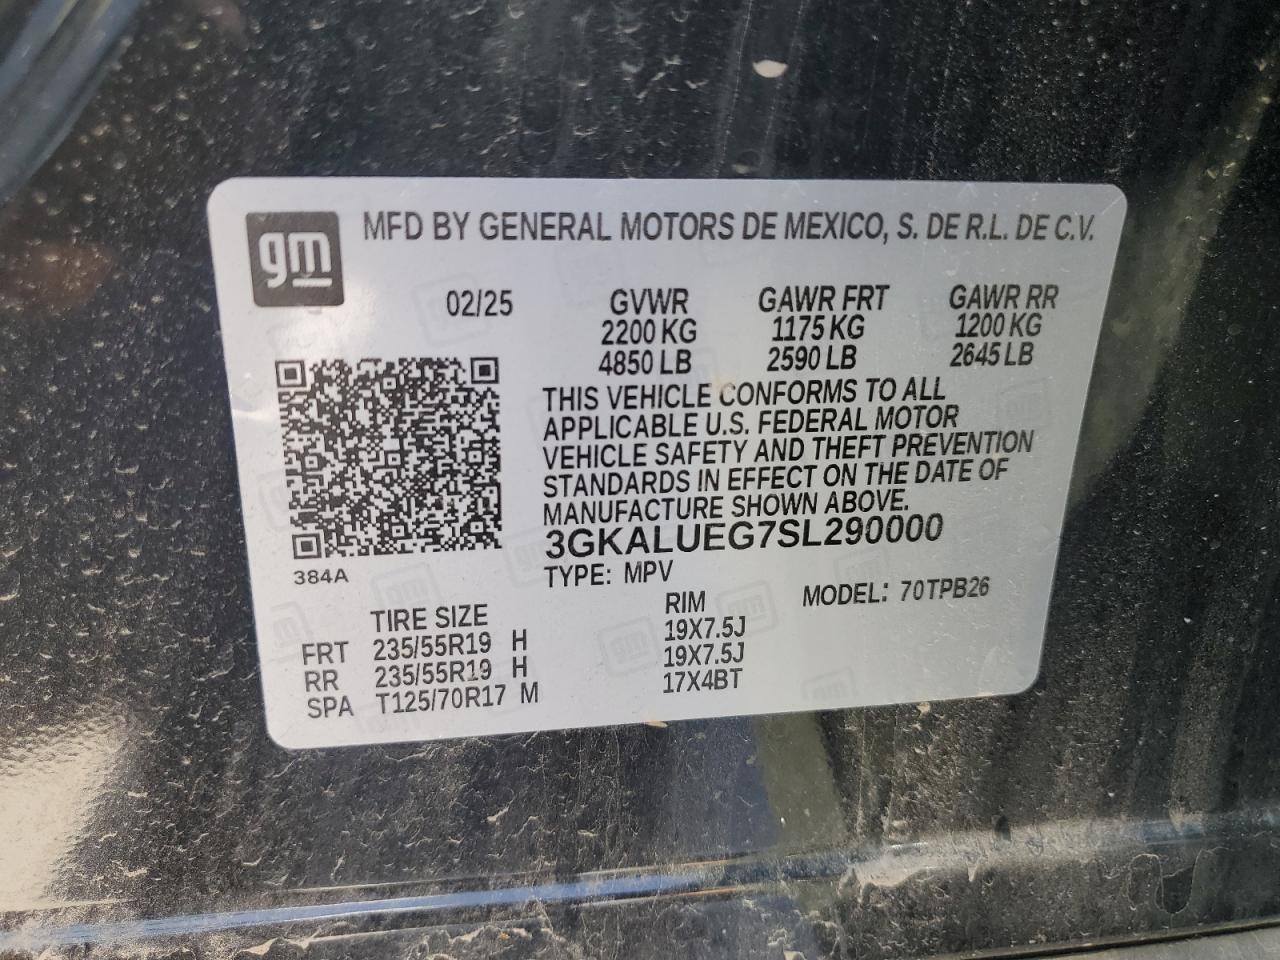 gm MFD BY GENERAL MOTORS DE MEXICO, S. DE R.L. DE C.V.
02/25 GVWR GAWR FRT GAWR RR
2200 KG 1175 KG 1200 KG
4850 LB 2590 LB 2645 LB
THIS VEHICLE CONFORMS TO ALL
APPLICABLE U.S. FEDERAL MOTOR
VEHICLE SAFETY AND THEFT PREVENTION
STANDARDS IN EFFECT ON THE DATE OF
MANUFACTURE SHOWN ABOVE.
3GKALUEG7SL290000
384A
TYPE: MPV MODEL: 70TPB26
TIRE SIZE RIM
FRT 235/55R19 H 19X7.5J
RR 235/55R19 H 19X7.5J
SPA T125/70R17 M 17X4BT